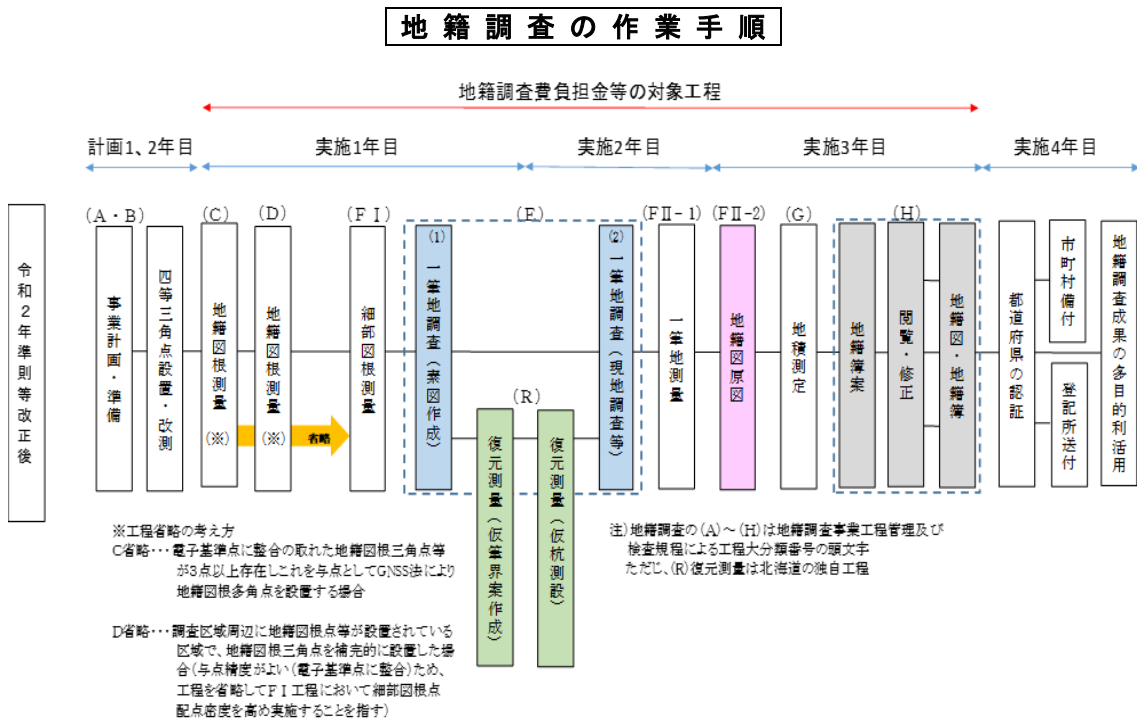 地籍調査の作業手順
地籍調査費負担金等の対象工程
計画1、2年目
実施1年目
実施2年目
実施3年目
実施4年目
令和2年準則等改正後
(A・B)
事業計画・準備
四等三角点設置・改測
(C)
地籍図根測量(※)
(D)
地籍図根測量(※)
省略
(FⅠ)
細部図根測量
(E)
(1)一筆地調査(素図作成)
(R)
復元測量(仮筆界案作成)
復元測量(仮杭測設)
(2)一筆地調査(現地調査等)
(FⅡ-1)
一筆地測量
(FⅡ-2)
地籍図原図
(G)
地積測定
(H)
地籍簿案
閲覧・修正
地籍図・地籍簿
都道府県の認証
市町村備付
登記所送付
地籍調査成果の多目的利活用
※工程省略の考え方
C省略・・・電子基準点に整合の取れた地籍図根三角点等
が3点以上存在しこれを与点としてGNSS法により
地籍図根多角点を設置する場合
D省略・・・調査区域周辺に地籍図根点等が設置されている
区域で、地籍図根三角点を補完的に設置した場
合(与点精度がよい(電子基準点に整合)ため、
工程を省略してFⅠ工程において細部図根点
配点密度を高め実施することを指す)
注)地籍調査の(A)～(H)は地籍調査事業工程管理及び
検査規程による工程大分類番号の頭文字
ただじ、(R)復元測量は北海道の独自工程